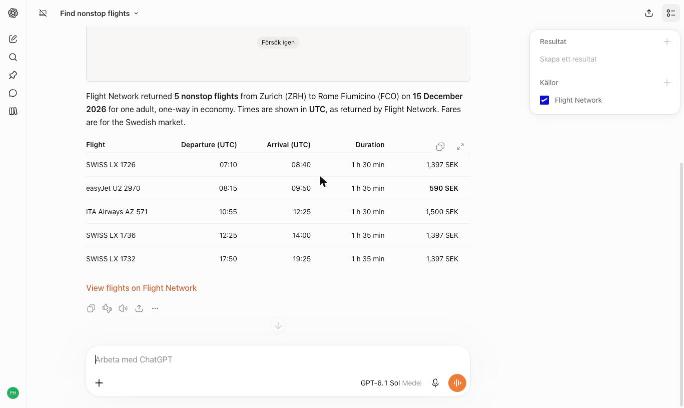 Find nonstop flights
Resultat
Skapa ett resultat
Källor
Flight Network
Försök igen
Flight Network returned 5 nonstop flights from Zurich (ZRH) to Rome Fiumicino (FCO) on 15 December
2026 for one adult, one-way in economy. Times are shown in UTC, as returned by Flight Network. Fares
are for the Swedish market.
Flight Departure (UTC) Arrival (UTC) Duration
SWISS LX 1726 07:10 08:40 1 h 30 min 1,397 SEK
easyJet U2 2970 08:15 09:50 1 h 35 min 590 SEK
ITA Airways AZ 571 10:55 12:25 1 h 30 min 1,500 SEK
SWISS LX 1736 12:25 14:00 1 h 35 min 1,397 SEK
SWISS LX 1732 17:50 19:25 1 h 35 min 1,397 SEK
View flights on Flight Network
Arbeta med ChatGPT
GPT-6.1 Sol Medel